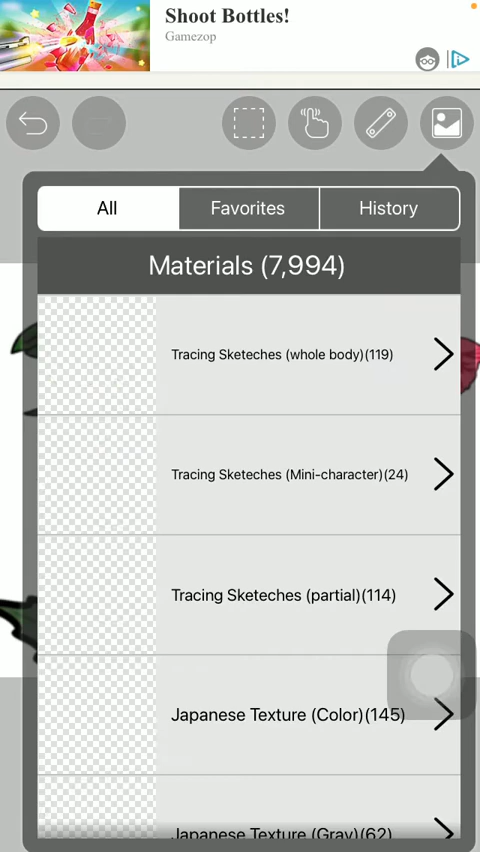 Shoot Bottles!
Gamezop
All
Favorites
History
Materials (7,994)
Tracing Sketeches (whole body)(119)
Tracing Sketeches (Mini-character)(24)
Tracing Sketeches (partial)(114)
Japanese Texture (Color)(145)
Japanese Texture (Gray)(62)